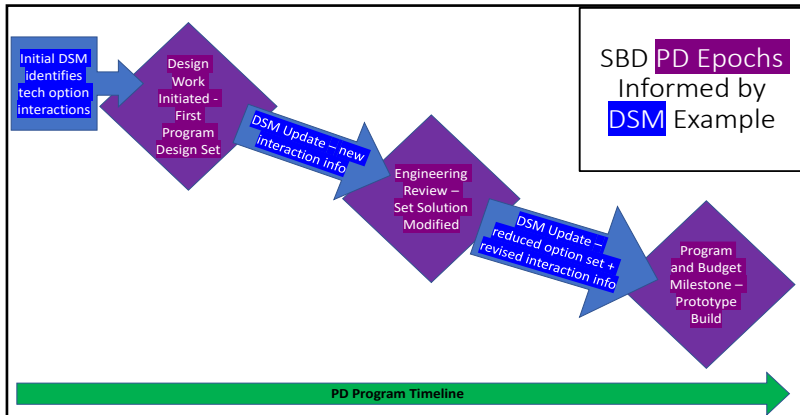 SBD PD Epochs
Informed by
DSM Example
Initial DSM
identifies
tech option
interactions
Design
Work
Initiated -
First
Program
Design Set
DSM Update – new
interaction info
Engineering
Review –
Set Solution
Modified
DSM Update –
reduced option set +
revised interaction info
Program
and Budget
Milestone –
Prototype
Build
PD Program Timeline